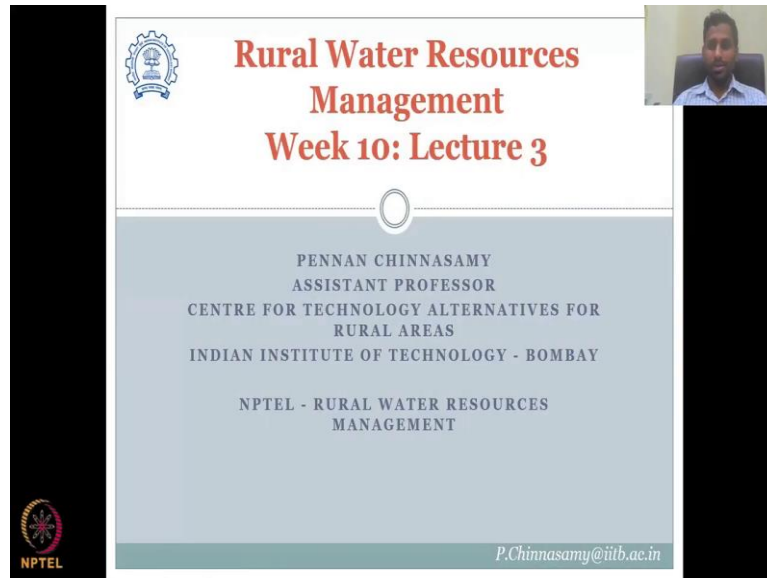 Rural Water Resources
Management
Week 10: Lecture 3
PENNAN CHINNASAMY
ASSISTANT PROFESSOR
CENTRE FOR TECHNOLOGY ALTERNATIVES FOR
RURAL AREAS
INDIAN INSTITUTE OF TECHNOLOGY - BOMBAY
NPTEL - RURAL WATER RESOURCES
MANAGEMENT
P.Chinnasamy@iitb.ac.in
NPTEL